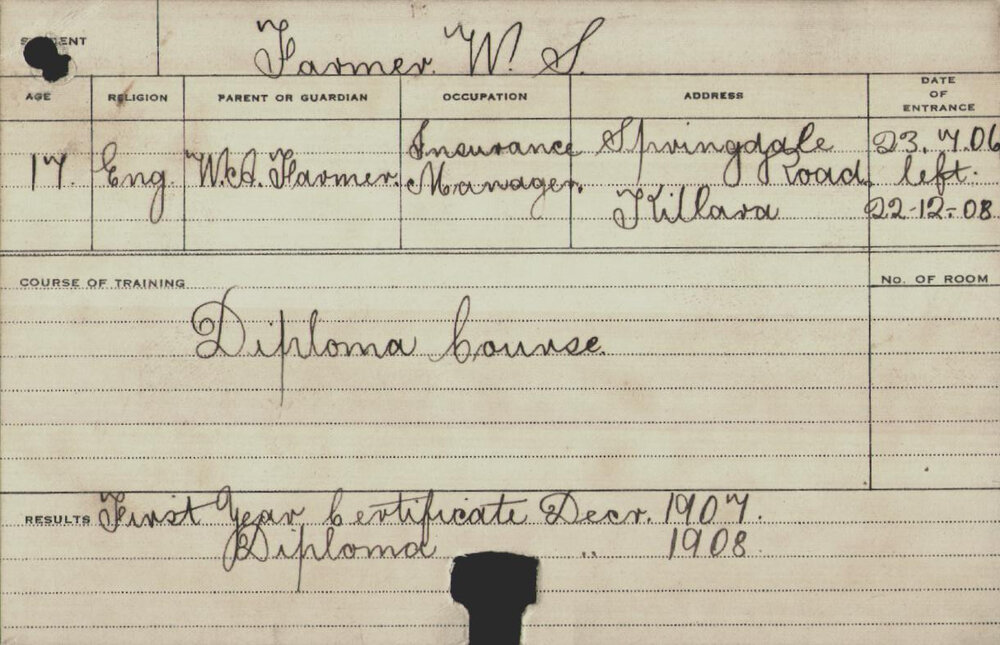 STUDENT Farmer. W. S.
AGE RELIGION PARENT OR GUARDIAN OCCUPATION ADDRESS DATE OF ENTRANCE
17. Eng. W.A. Farmer. Insurance Manager. Springdale Road, Killara 23.7.06 left. 22-12-08
COURSE OF TRAINING No. OF ROOM
Diploma Course.
RESULTS First Year Certificate Decr. 1907.
Diploma " 1908.